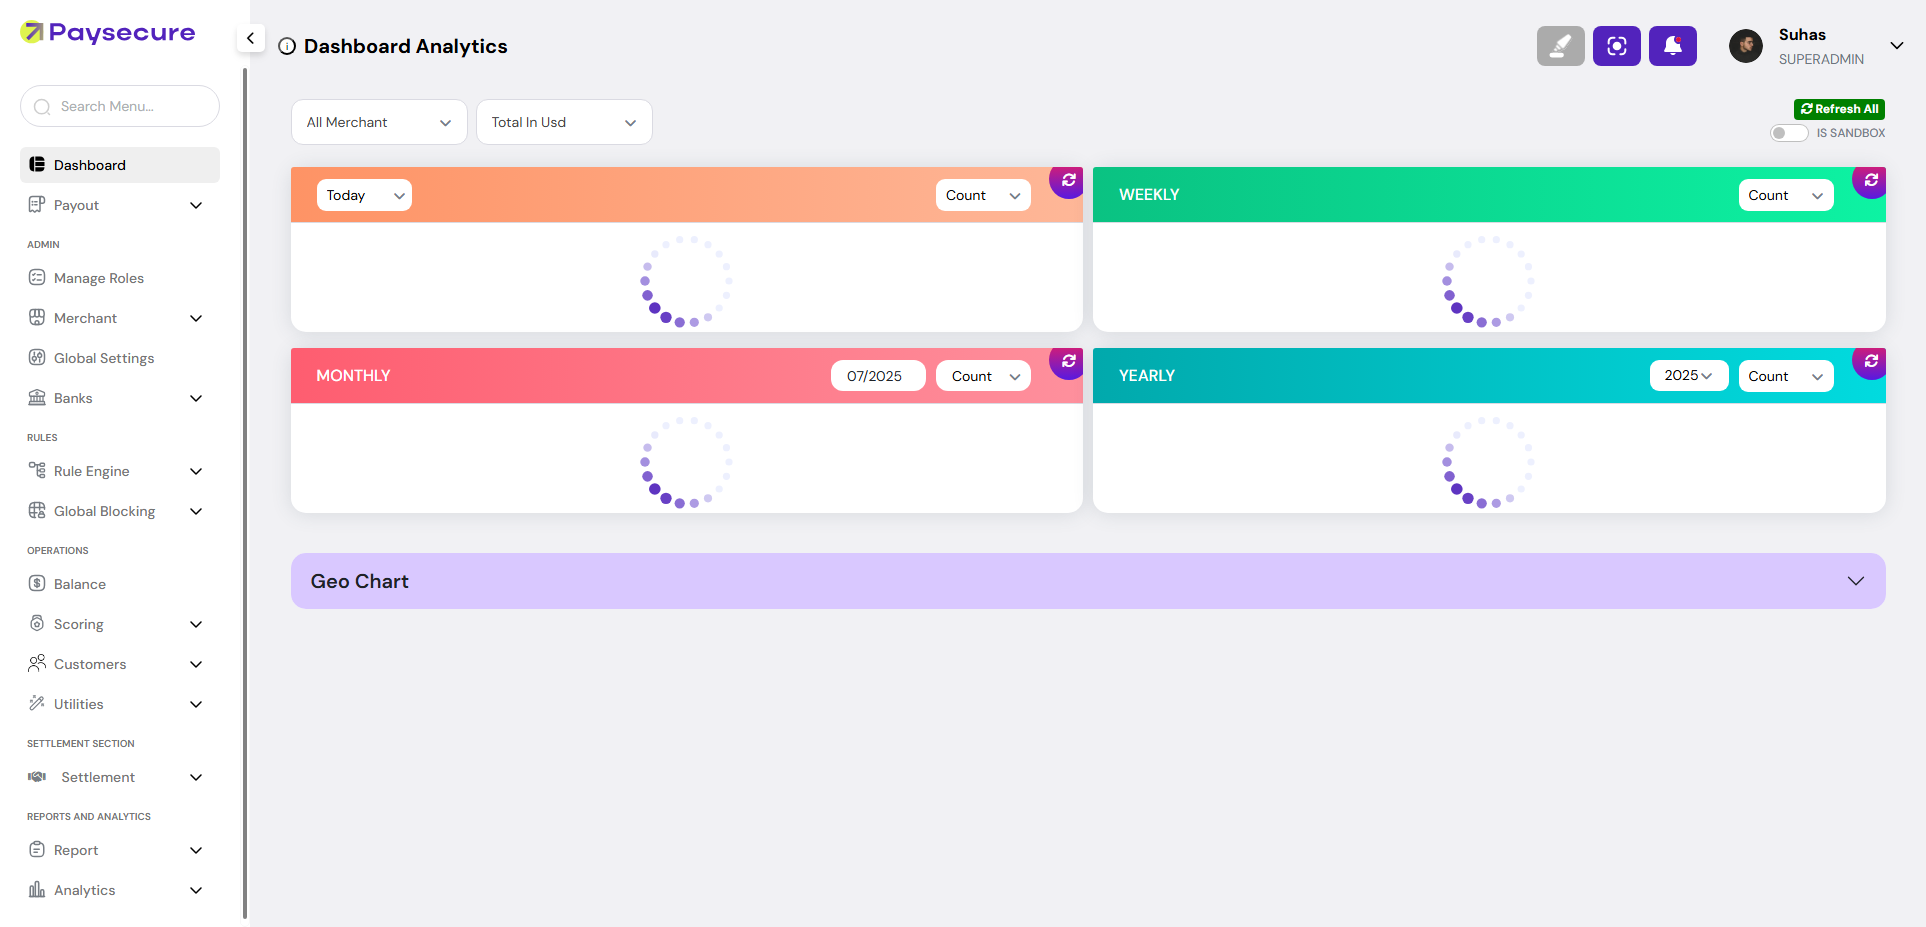 Paysecure
Search Menu...
Dashboard
Payout
ADMIN
Manage Roles
Merchant
Global Settings
Banks
RULES
Rule Engine
Global Blocking
OPERATIONS
Balance
Scoring
Customers
Utilities
SETTLEMENT SECTION
Settlement
REPORTS AND ANALYTICS
Report
Analytics
Dashboard Analytics
Suhas
SUPERADMIN
All Merchant
Total In Usd
Refresh All
IS SANDBOX
Today
Count
WEEKLY
Count
MONTHLY
07/2025
Count
YEARLY
2025
Count
Geo Chart